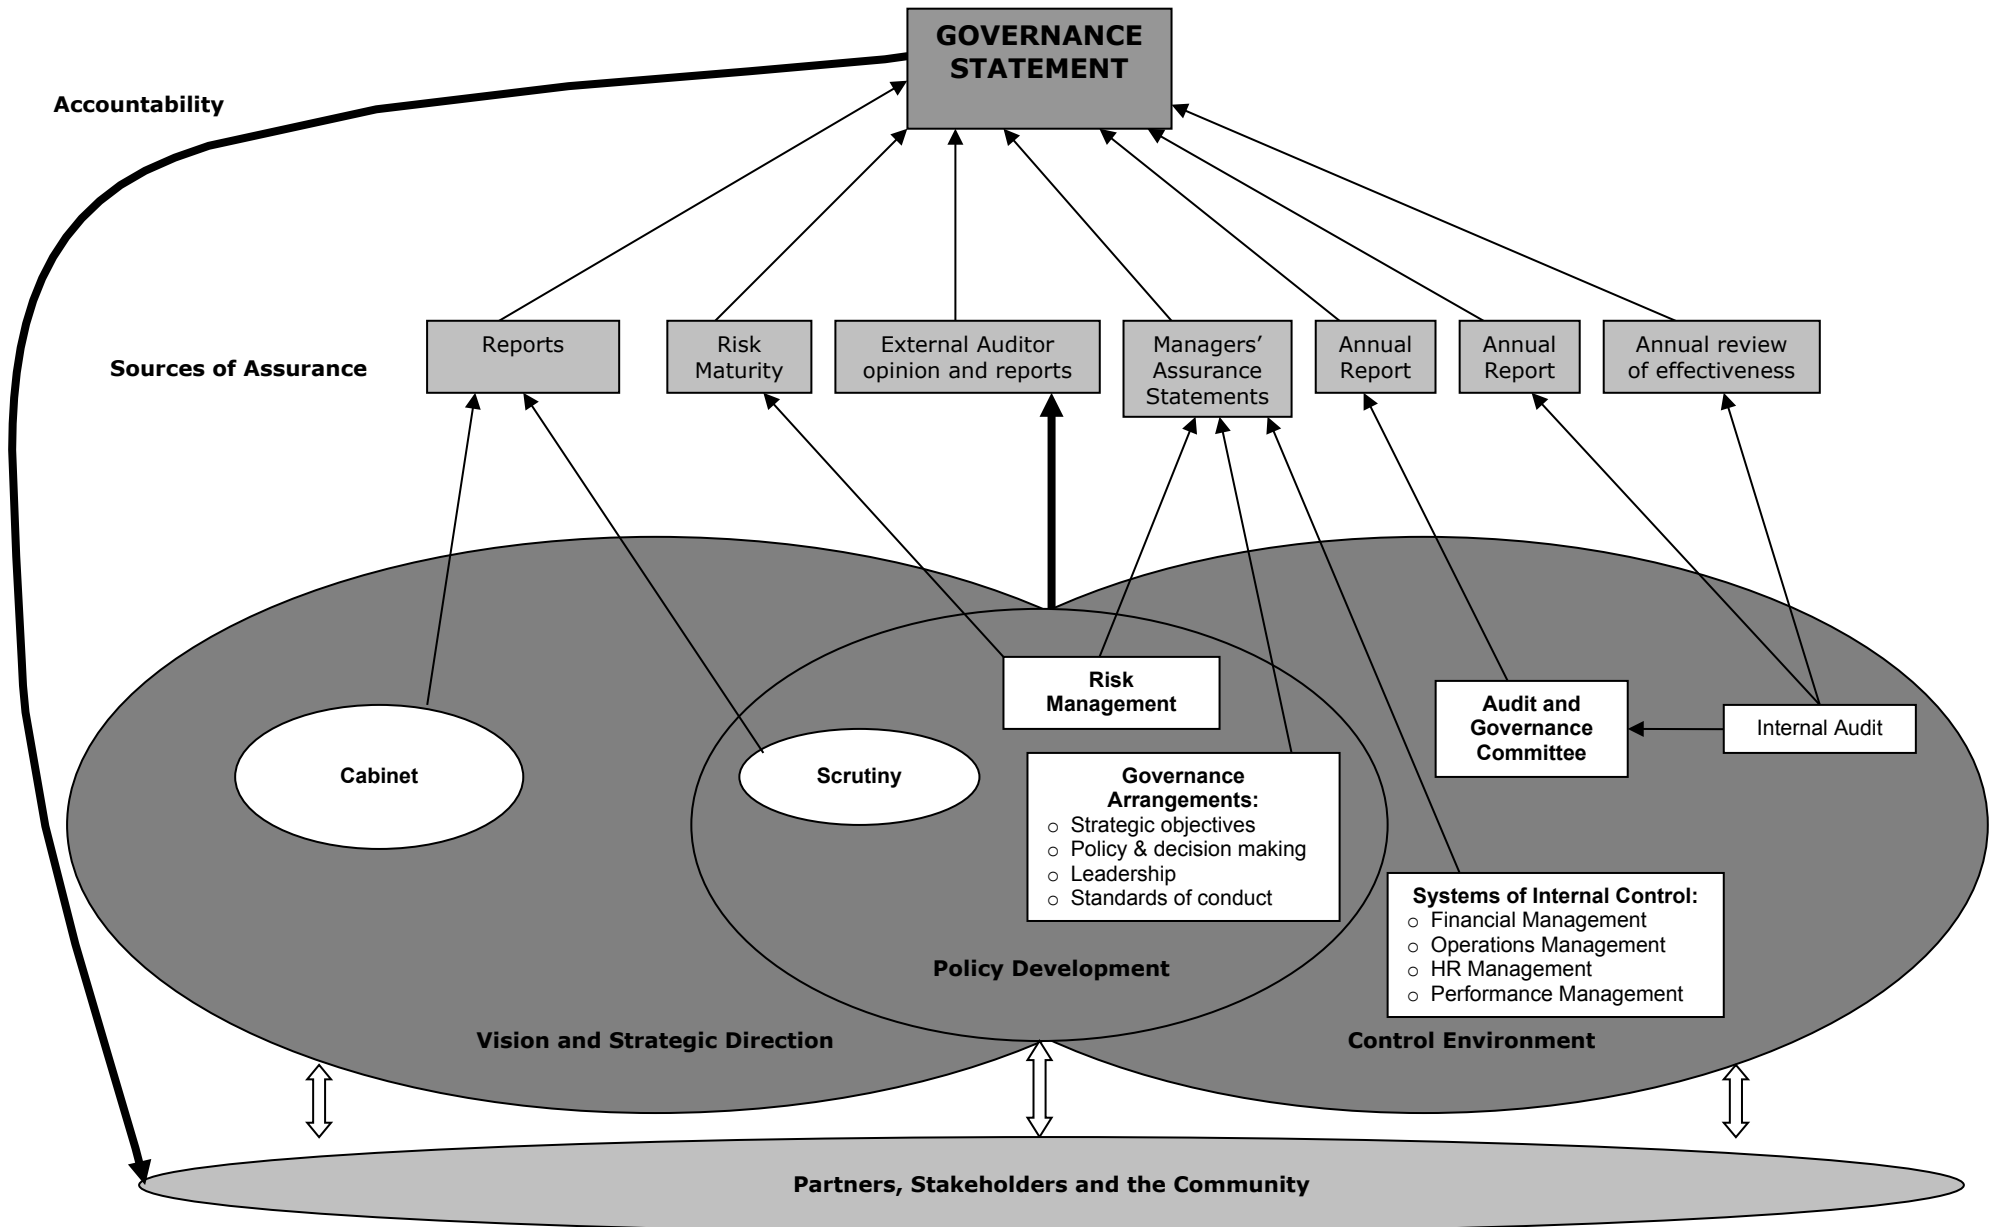 GOVERNANCE
STATEMENT
Accountability
Sources of Assurance
Reports
Risk
Maturity
External Auditor
opinion and reports
Managers’
Assurance
Statements
Annual
Report
Annual
Report
Annual review
of effectiveness
Cabinet
Scrutiny
Risk
Management
Governance
Arrangements:
○ Strategic objectives
○ Policy & decision making
○ Leadership
○ Standards of conduct
Audit and
Governance
Committee
Internal Audit
Systems of Internal Control:
○ Financial Management
○ Operations Management
○ HR Management
○ Performance Management
Policy Development
Vision and Strategic Direction
Control Environment
Partners, Stakeholders and the Community